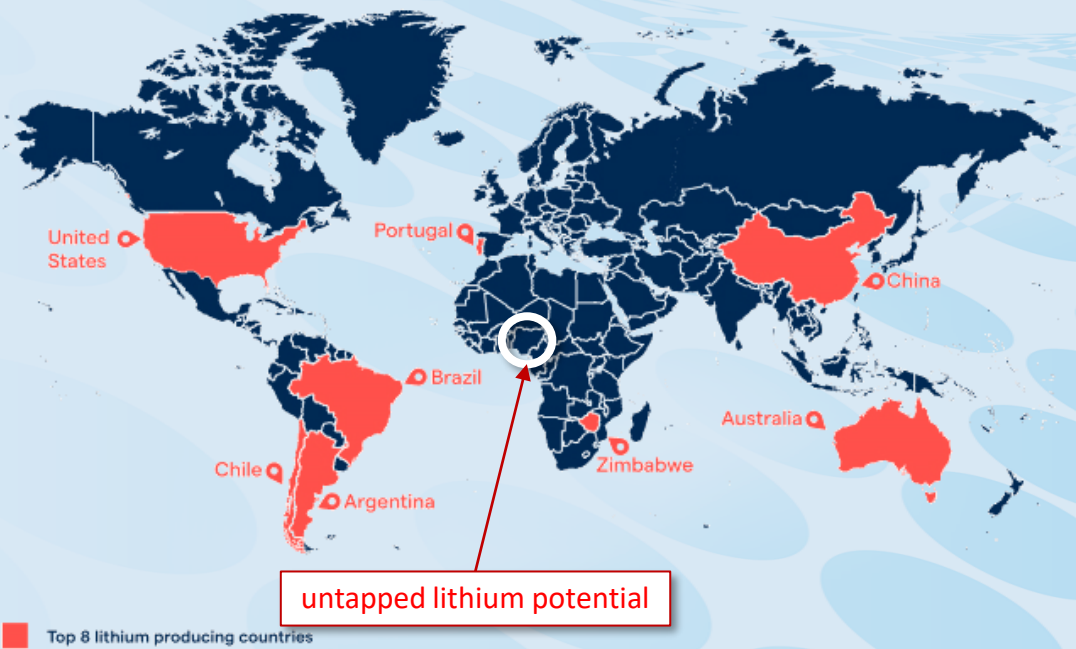 United
States
Portugal
China
Brazil
Australia
Chile
Zimbabwe
Argentina
untapped lithium potential
Top 8 lithium producing countries